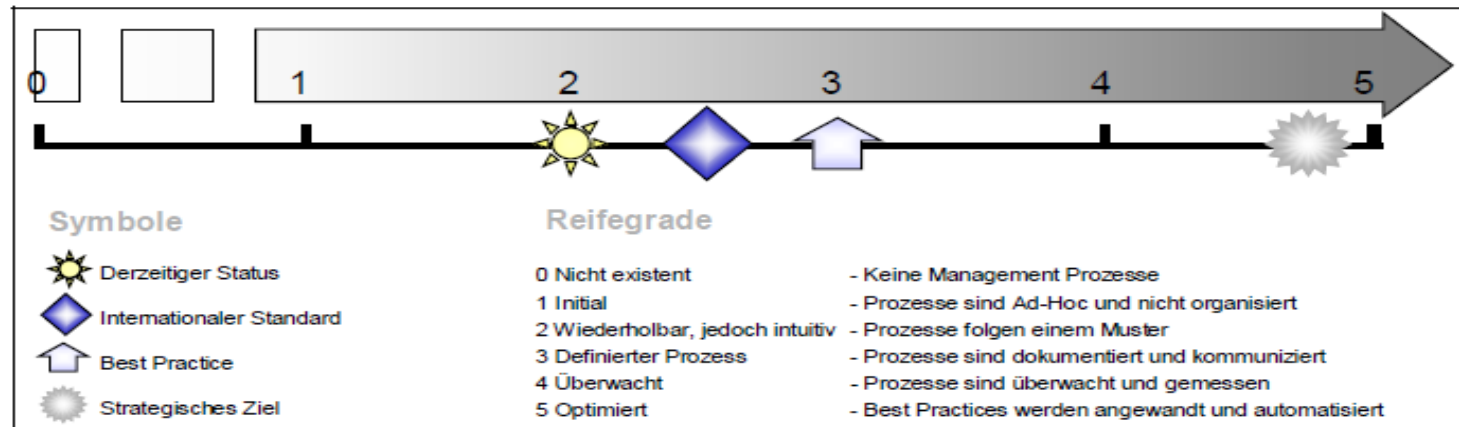 0 1 2 3 4 5
Symbole
Derzeitiger Status
Internationaler Standard
Best Practice
Strategisches Ziel
Reifegrade
0 Nicht existent - Keine Management Prozesse
1 Initial - Prozesse sind Ad-Hoc und nicht organisiert
2 Wiederholbar, jedoch intuitiv - Prozesse folgen einem Muster
3 Definierter Prozess - Prozesse sind dokumentiert und kommuniziert
4 Überwacht - Prozesse sind überwacht und gemessen
5 Optimiert - Best Practices werden angewandt und automatisiert